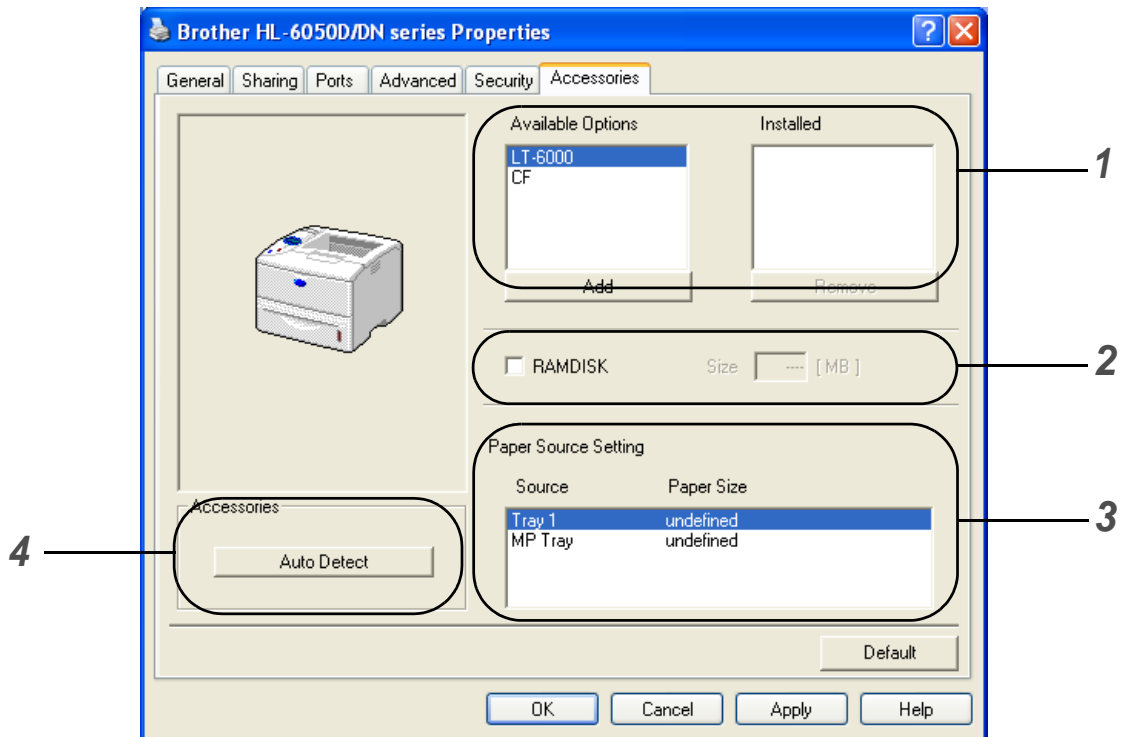 Brother HL-6050D/DN series Properties
General Sharing Ports Advanced Security Accessories
Available Options Installed
LT-6000
CF
1
Add Remove
RAMDISK Size ---- [ MB ]
2
Paper Source Setting
Source Paper Size
Tray 1 undefined
MP Tray undefined
3
Accessories
Auto Detect
4
Default
OK Cancel Apply Help